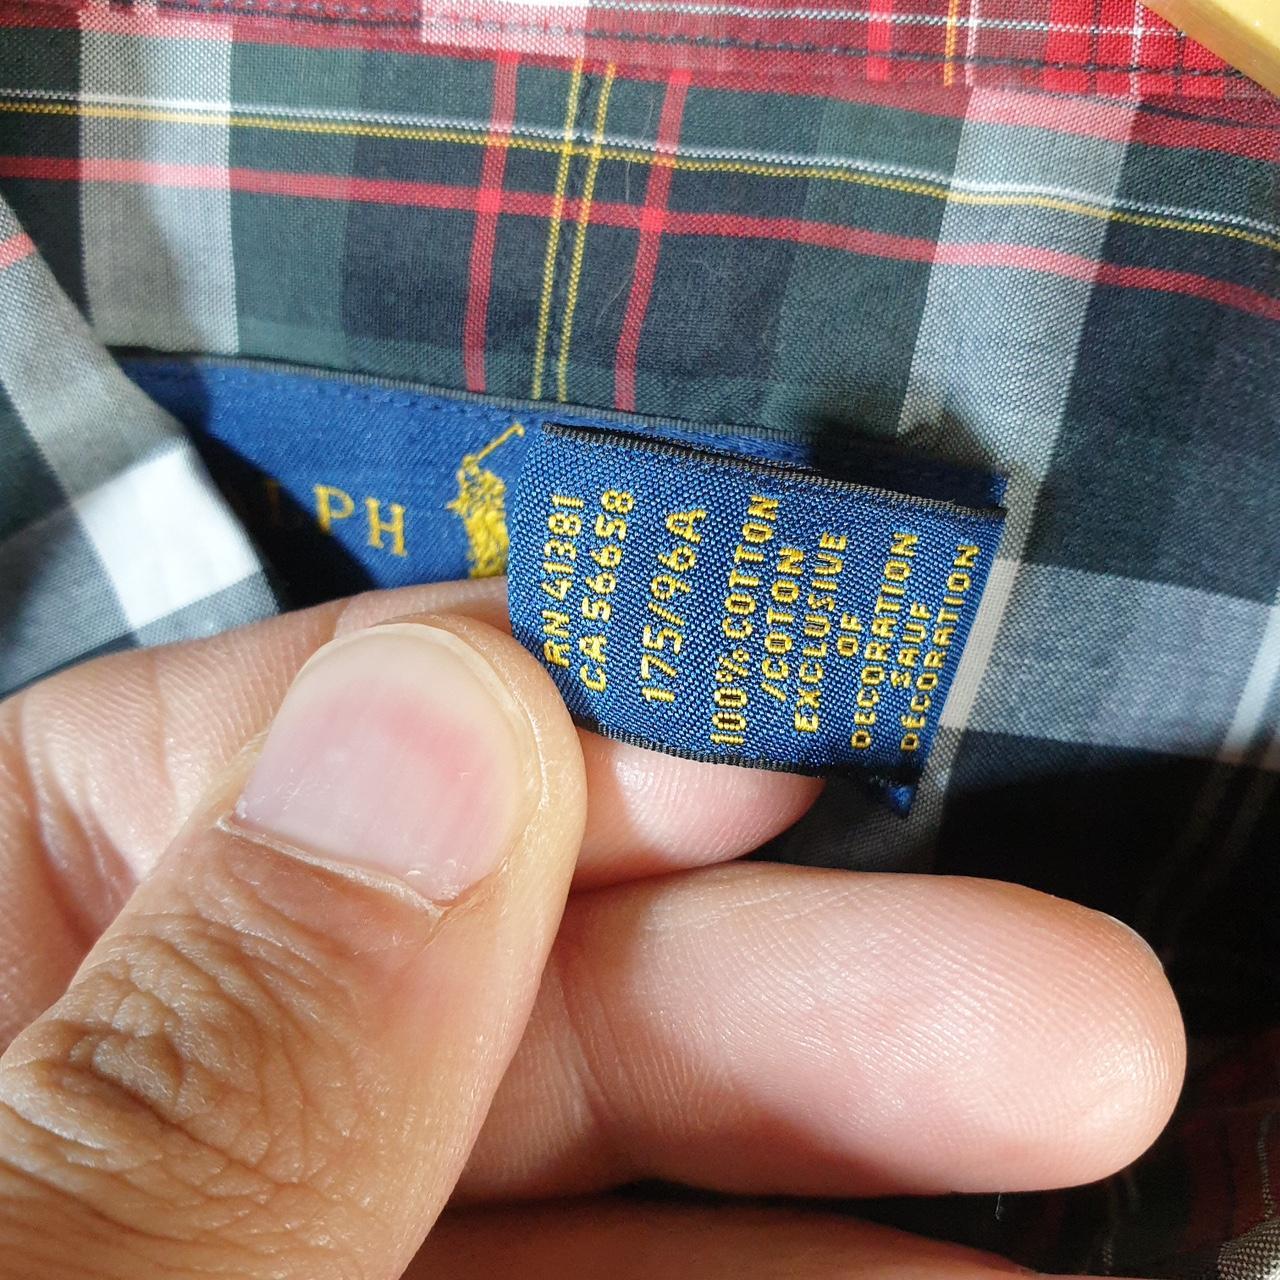 LPH
RN 41381
CA 56658
175/96A
100% COTTON
/COTON
EXCLUSIVE
OF
DECORATION
SAUF
DÉCORATION